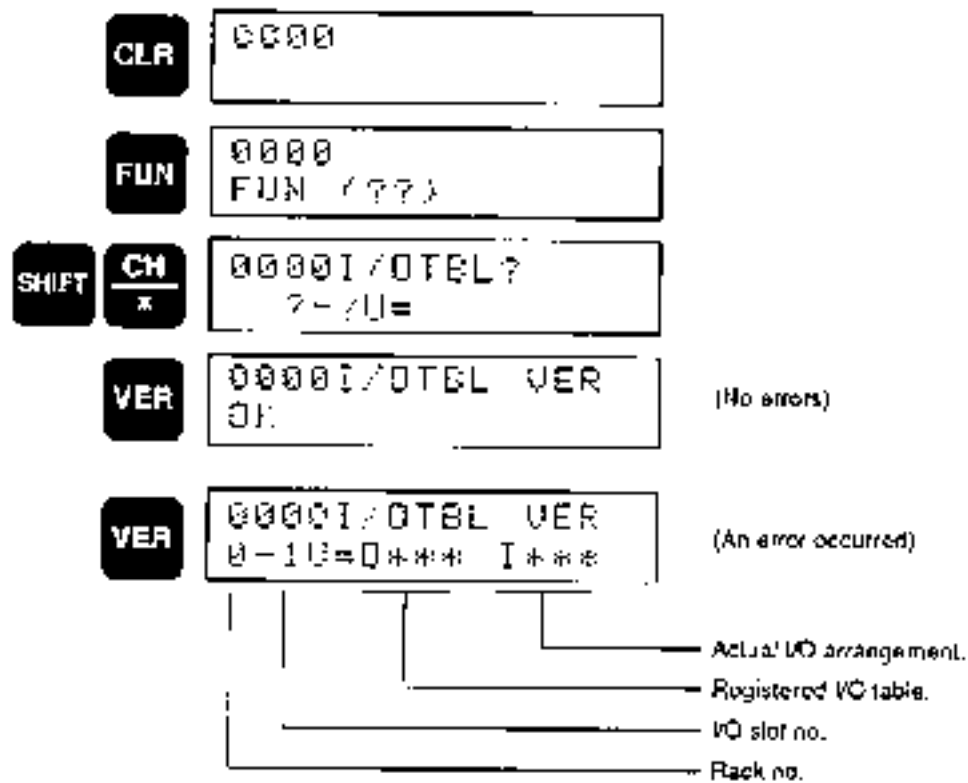 CLR
0000
FUN
0000
FUN (??)
SHIFT
CH
*
0000I/OTBL?
?-/U=
VER
0000I/OTBL VER
OK
(No errors)
VER
0000I/OTBL VER
0-1U=O*** I***
(An error occurred)
Actual I/O arrangement.
Registered I/O table.
I/O slot no.
Rack no.